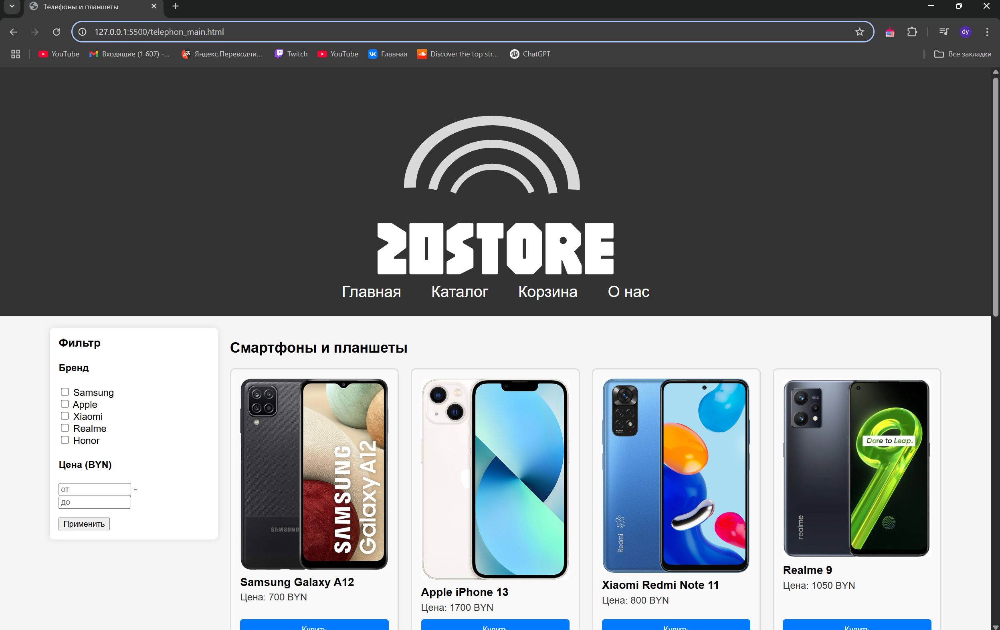 Телефоны и планшеты
127.0.0.1:5500/telephon_main.html
dy
YouTube
Входящие (1 607) -...
Яндекс.Переводчи...
Twitch
YouTube
Главная
Discover the top str...
ChatGPT
Все закладки
20STORE
Главная Каталог Корзина О нас
Фильтр
Бренд
Samsung
Apple
Xiaomi
Realme
Honor
Цена (BYN)
от -
до
Применить
Смартфоны и планшеты
SAMSUNG
SAMSUNG
Galaxy A12
Samsung Galaxy A12
Цена: 700 BYN
Купить
Apple iPhone 13
Цена: 1700 BYN
Купить
Redmi
Xiaomi Redmi Note 11
Цена: 800 BYN
Купить
realme
Dare to Leap.
Realme 9
Цена: 1050 BYN
Купить